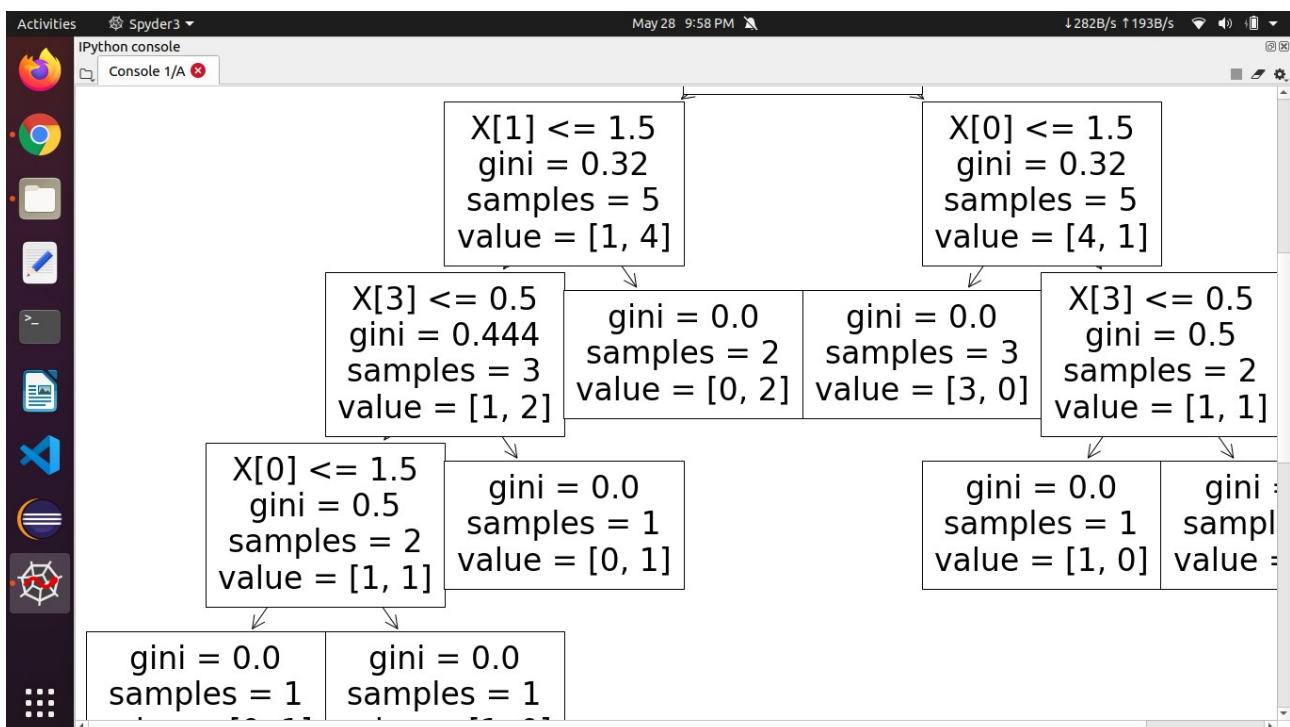 Activities
Spyder3
May 28 9:58 PM
↓282B/s ↑193B/s
IPython console
Console 1/A
X[1] <= 1.5
gini = 0.32
samples = 5
value = [1, 4]
X[0] <= 1.5
gini = 0.32
samples = 5
value = [4, 1]
X[3] <= 0.5
gini = 0.444
samples = 3
value = [1, 2]
gini = 0.0
samples = 2
value = [0, 2]
gini = 0.0
samples = 3
value = [3, 0]
X[3] <= 0.5
gini = 0.5
samples = 2
value = [1, 1]
X[0] <= 1.5
gini = 0.5
samples = 2
value = [1, 1]
gini = 0.0
samples = 1
value = [0, 1]
gini = 0.0
samples = 1
value = [1, 0]
gini
value
gini = 0.0
samples = 1
gini = 0.0
samples = 1